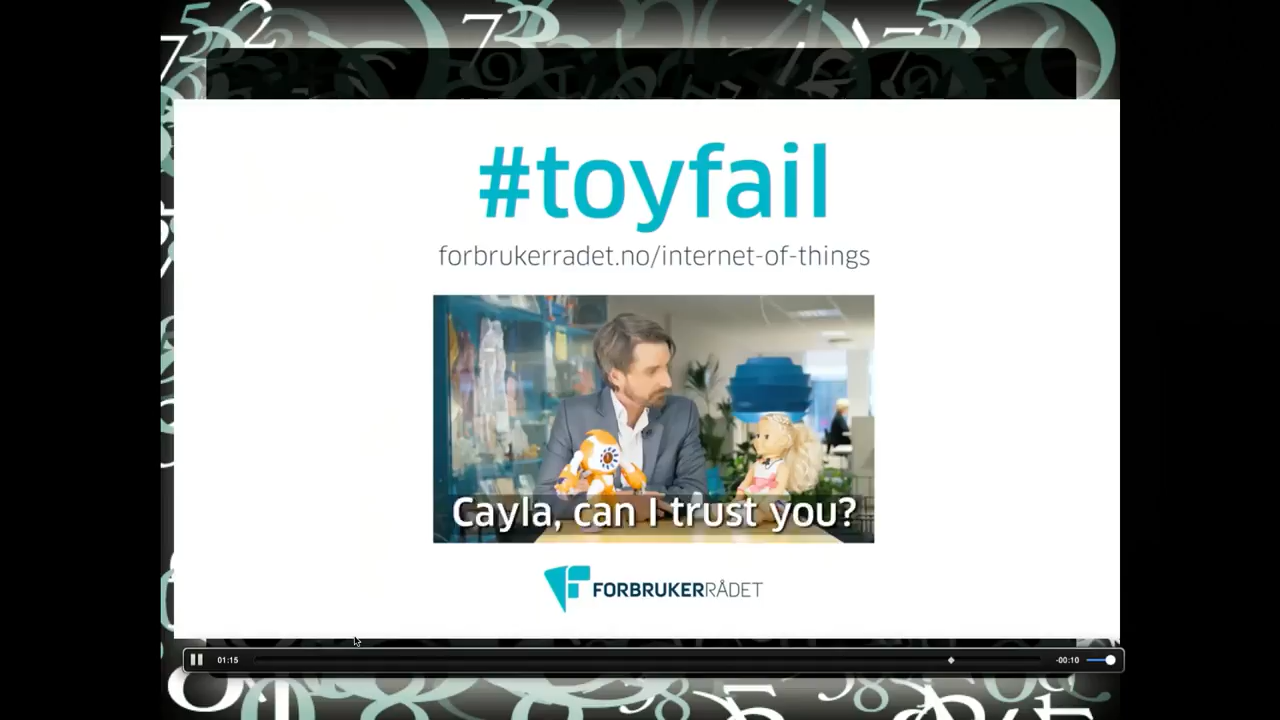 #toyfail
forbrukerradet.no/internet-of-things
Cayla, can I trust you?
FORBRUKERRÅDET
01:15
-00:10